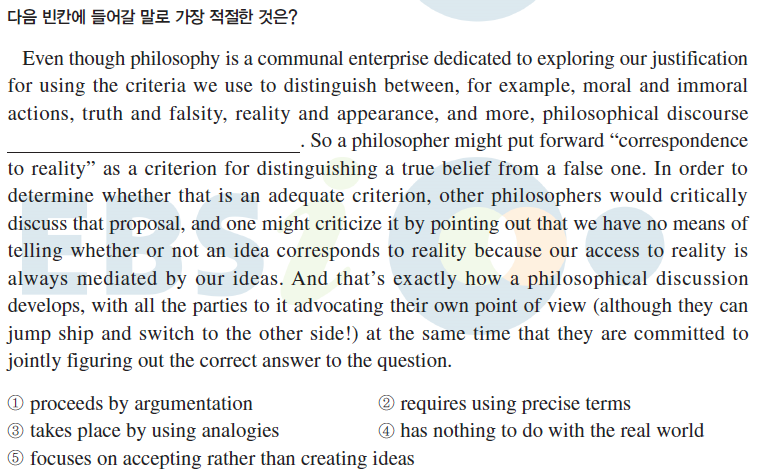 다음 빈칸에 들어갈 말로 가장 적절한 것은?
Even though philosophy is a communal enterprise dedicated to exploring our justification
for using the criteria we use to distinguish between, for example, moral and immoral
actions, truth and falsity, reality and appearance, and more, philosophical discourse
______________________________. So a philosopher might put forward “correspondence
to reality” as a criterion for distinguishing a true belief from a false one. In order to
determine whether that is an adequate criterion, other philosophers would critically
discuss that proposal, and one might criticize it by pointing out that we have no means of
telling whether or not an idea corresponds to reality because our access to reality is
always mediated by our ideas. And that’s exactly how a philosophical discussion
develops, with all the parties to it advocating their own point of view (although they can
jump ship and switch to the other side!) at the same time that they are committed to
jointly figuring out the correct answer to the question.
① proceeds by argumentation ② requires using precise terms
③ takes place by using analogies ④ has nothing to do with the real world
⑤ focuses on accepting rather than creating ideas
EBSi